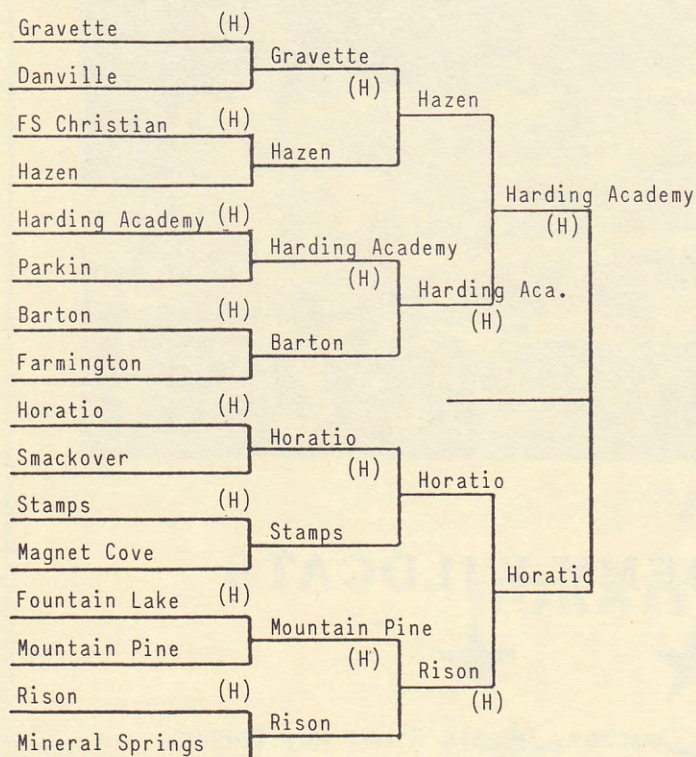 Gravette (H)
Danville
FS Christian (H)
Hazen
Harding Academy (H)
Parkin
Barton (H)
Farmington
Horatio (H)
Smackover
Stamps (H)
Magnet Cove
Fountain Lake (H)
Mountain Pine
Rison (H)
Mineral Springs
Gravette
(H)
Hazen
Harding Academy
(H)
Barton
Horatio
(H)
Stamps
Mountain Pine
(H)
Rison
Hazen
Harding Aca.
(H)
Horatio
Rison
(H)
Harding Academy
(H)
Horatio